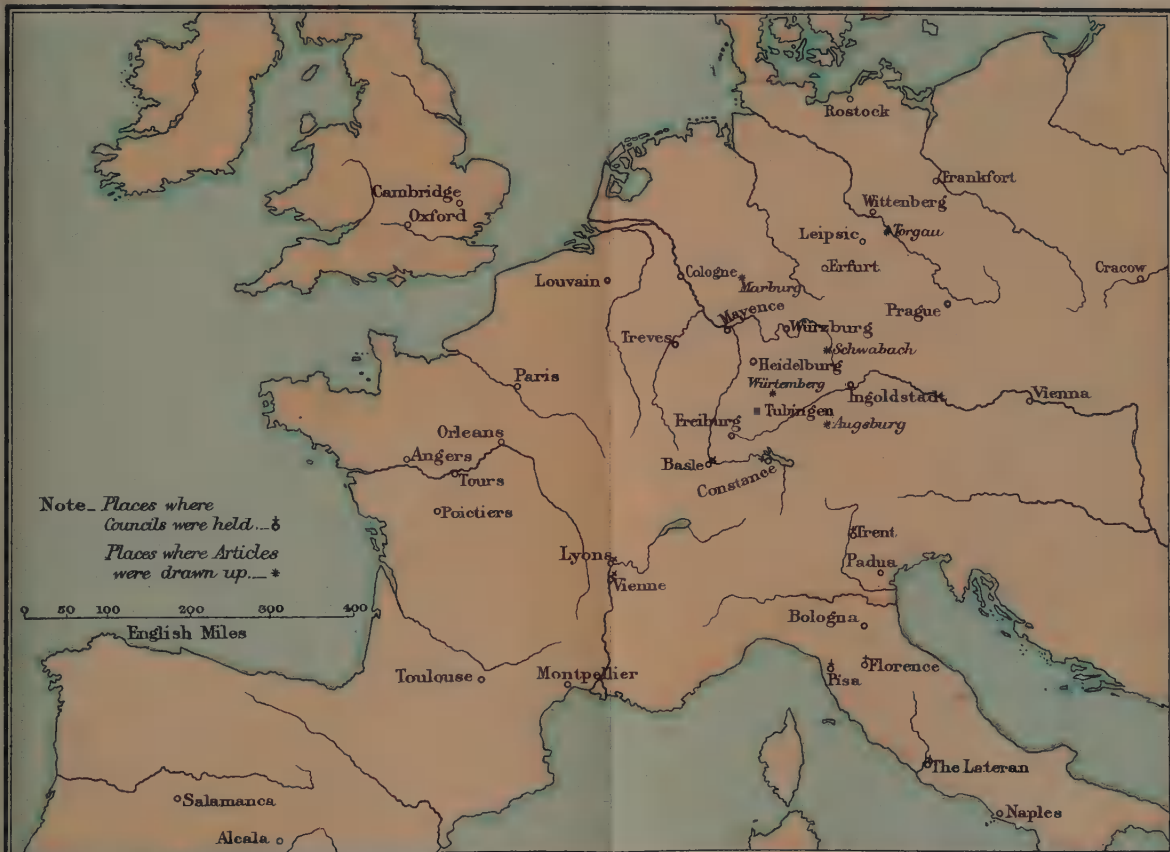 Rostock
Frankfort
Cambridge
Wittenberg
Oxford
Leipsic
Torgau
Erfurt
Cracow
Louvain
Cologne
Marburg
Prague
Mayence
Würzburg
Treves
Schwabach
Heidelburg
Paris
Würtemberg
Ingoldstadt
Vienna
Tubingen
Freiburg
Augsburg
Orleans
Angers
Basle
Constance
Tours
Note_ Places where
Councils were held...
Poictiers
Places where Articles
were drawn up... *
Trent
Lyons
Padua
Vienne
0 50 100 200 300 400
English Miles
Bologna
Toulouse
Montpellier
Florence
Pisa
The Lateran
Salamanca
Naples
Alcala